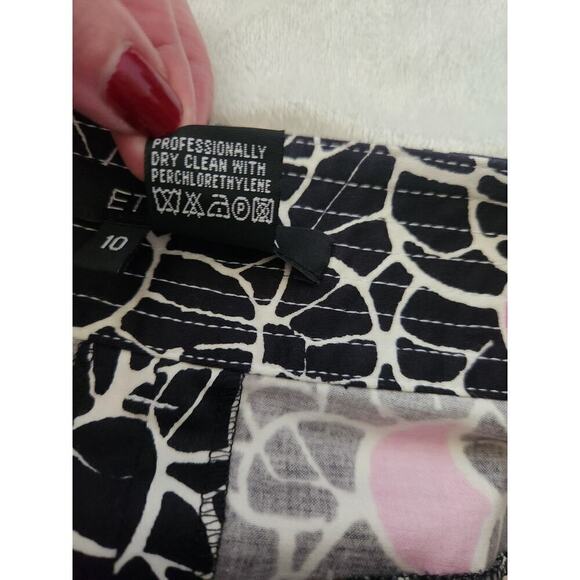 PROFESSIONALLY
DRY CLEAN WITH
PERCHLORETHYLENE
P
ET
10